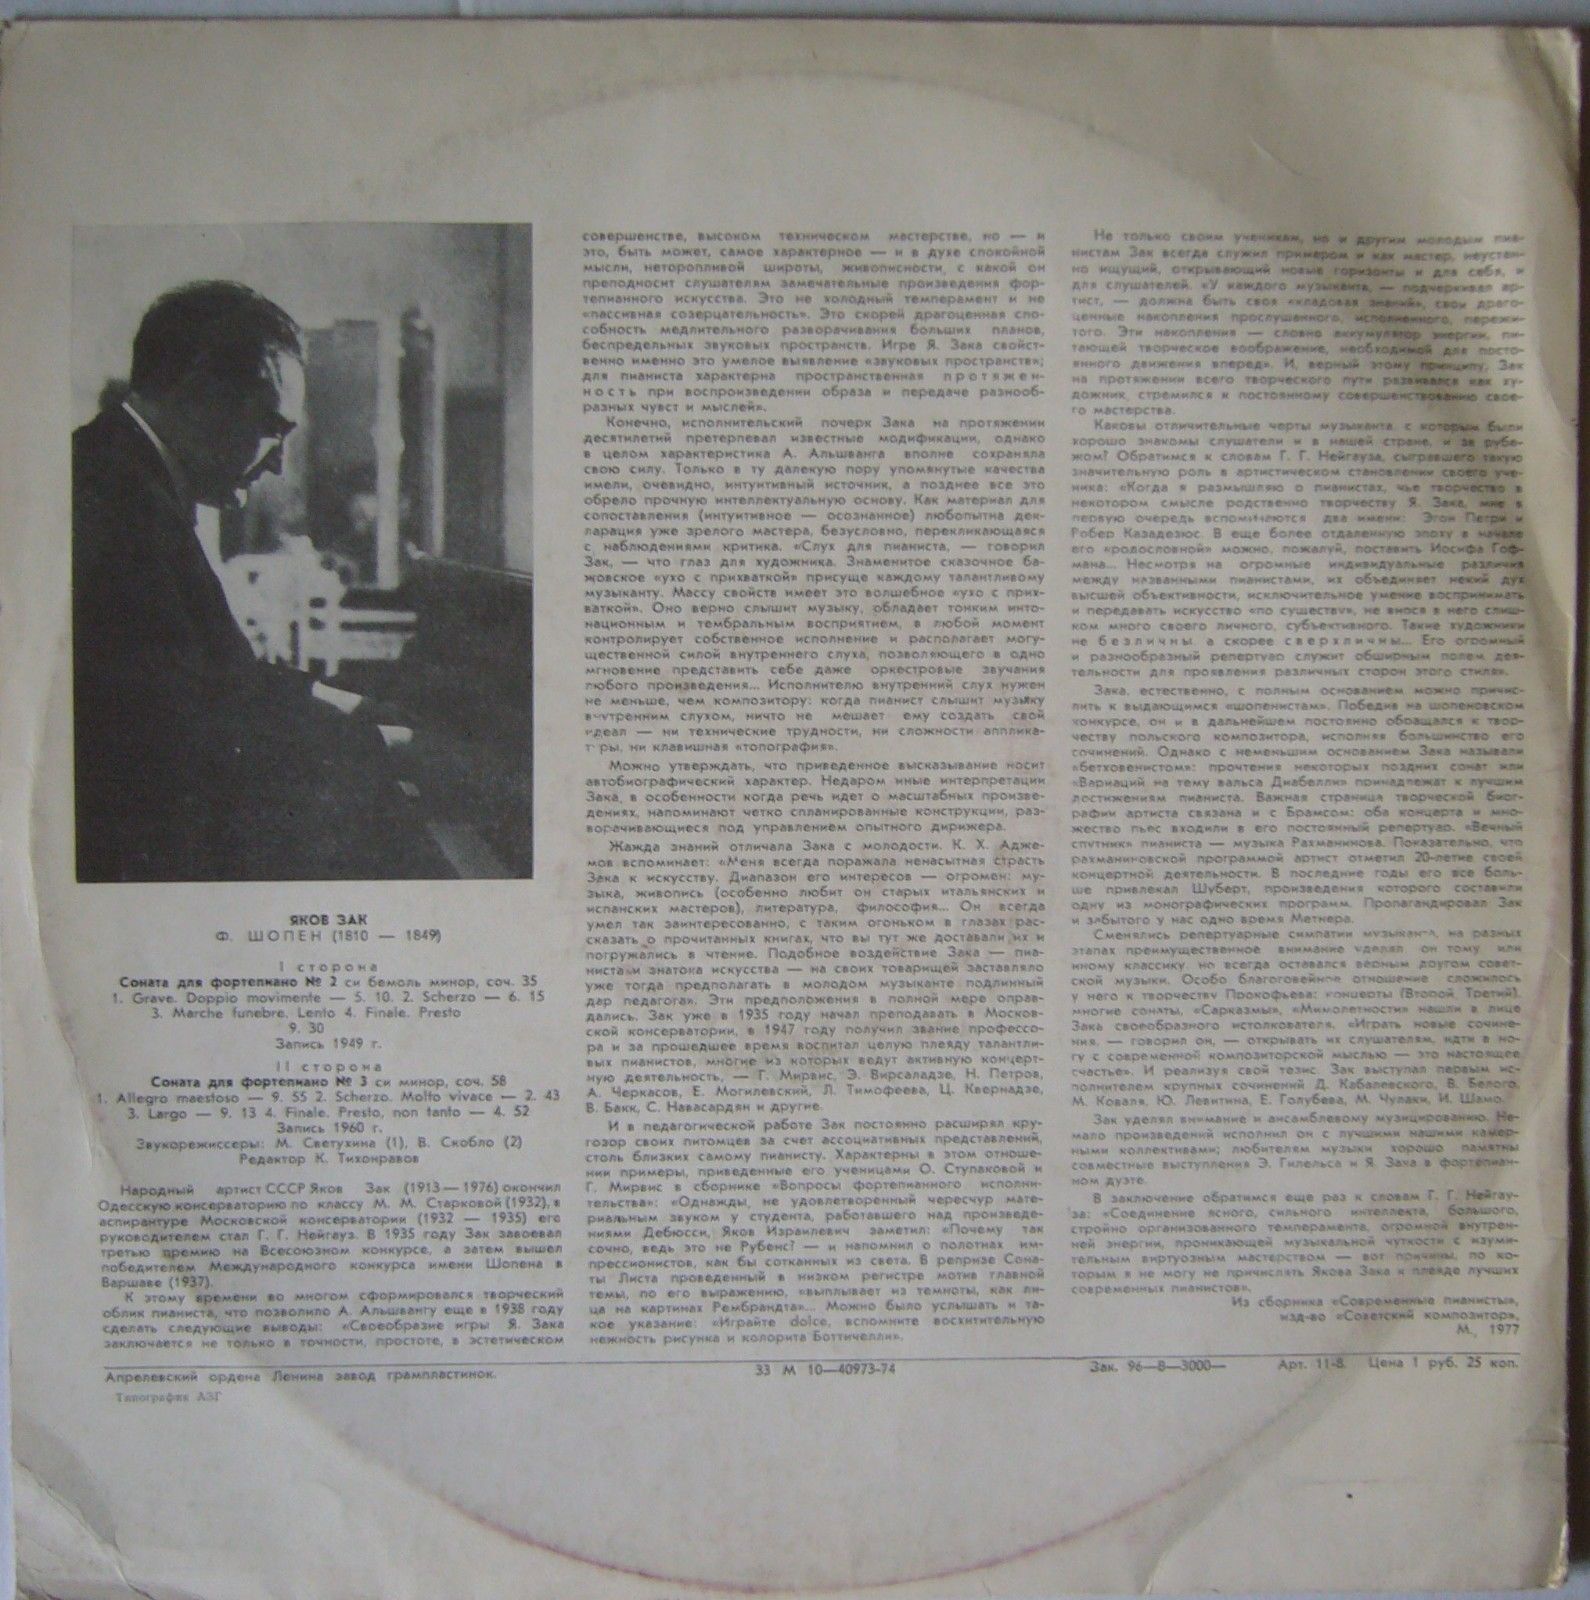 ЯКОВ ЗАК
Ф. ШОПЕН (1810 — 1849)
I сторона
Соната для фортепиано № 2 си бемоль минор, соч. 35
1. Grave. Doppio movimente — 5. 10. 2. Scherzo — 6. 15
3. Marche funebre. Lento 4. Finale. Presto
9. 30
Запись 1949 г.
II сторона
Соната для фортепиано № 3 си минор, соч. 58
1. Allegro maestoso — 9. 55 2. Scherzo. Molto vivace — 2. 43
3. Largo — 9. 13 4. Finale. Presto, non tanto — 4. 52
Запись 1960 г.
Звукорежиссеры: М. Светухина (1), В. Скобло (2)
Редактор К. Тихонравов
Народный артист СССР Яков Зак (1913—1976) окончил
Одесскую консерваторию по классу М. М. Старковой (1932), в
аспирантуре Московской консерватории (1932 — 1935) его
руководителем стал Г. Г. Нейгауз. В 1935 году Зак завоевал
третью премию на Всесоюзном конкурсе, а затем вышел
победителем Международного конкурса имени Шопена в
Варшаве (1937).
К этому времени во многом сформировался творческий
облик пианиста, что позволило А. Альшвангу еще в 1938 году
сделать следующие выводы: «Своеобразие игры Я. Зака
заключается не только в точности, простоте, в эстетическом
совершенстве, высоком техническом мастерстве, но — и
это, быть может, самое характерное — и в духе спокойной
мысли, неторопливой широты, живописности, с какой он
преподносит слушателям замечательные произведения фор-
тепианного искусства. Это не холодный темперамент и не
«пассивная созерцательность». Это скорей драгоценная спо-
собность медлительного разворачивания больших планов,
беспредельных звуковых пространств. Игре Я. Зака свойст-
венно именно это умелое выявление «звуковых пространств»;
для пианиста характерна пространственная протяжен-
ность при воспроизведении образа и передаче разнооб-
разных чувст и мыслей».
Конечно, исполнительский почерк Зака на протяжении
десятилетий претерпевал известные модификации, однако
в целом характеристика А. Альшванга вполне сохраняла
свою силу. Только в ту далекую пору упомянутые качества
имели, очевидно, интуитивный источник, а позднее все это
обрело прочную интеллектуальную основу. Как материал для
сопоставления (интуитивное — осознанное) любопытна дек-
ларация уже зрелого мастера, безусловно, перекликающаяся
с наблюдениями критика. «Слух для пианиста, — говорил
Зак, — что глаз для художника. Знаменитое сказочное ба-
жовское «ухо с прихваткой» присуще каждому талантливому
музыканту. Массу свойств имеет это волшебное «ухо с прих-
ваткой». Оно верно слышит музыку, обладает тонким инто-
национным и тембральным восприятием, в любой момент
контролирует собственное исполнение и располагает могу-
щественной силой внутреннего слуха, позволяющего в одно
мгновение представить себе даже оркестровые звучания
любого произведения... Исполнителю внутренний слух нужен
не меньше, чем композитору: когда пианист слышит музыку
внутренним слухом, ничто не мешает ему создать свой
идеал — ни технические трудности, ни сложности апплика-
туры, ни клавишная «топография».
Можно утверждать, что приведенное высказывание носит
автобиографический характер. Недаром иные интерпретации
Зака, в особенности когда речь идет о масштабных произве-
дениях, напоминают четко спланированные конструкции, раз-
ворачивающиеся под управлением опытного дирижера.
Жажда знаний отличала Зака с молодости. К. Х. Адже-
мов вспоминает: «Меня всегда поражала ненасытная страсть
Зака к искусству. Диапазон его интересов — огромен: му-
зыка, живопись (особенно любит он старых итальянских и
испанских мастеров), литература, философия... Он всегда
умел так заинтересованно, с таким огоньком в глазах рас-
сказать о прочитанных книгах, что вы тут же доставали их и
погружались в чтение. Подобное воздействие Зака — пиа-
ниста и знатока искусства — на своих товарищей заставляло
уже тогда предполагать в молодом музыканте подлинный
дар педагога». Эти предположения в полной мере оправ-
дались. Зак уже в 1935 году начал преподавать в Москов-
ской консерватории, в 1947 году получил звание профессо-
ра и за прошедшее время воспитал целую плеяду талантли-
вых пианистов, многие из которых ведут активную концерт-
ную деятельность, — Г. Мирвис, Э. Вирсаладзе, Н. Петров,
А. Черкасов, Е. Могилевский, Л. Тимофеева, Ц. Квернадзе,
В. Бакк, С. Навасардян и другие.
И в педагогической работе Зак постоянно расширял кру-
гозор своих питомцев за счет ассоциативных представлений,
столь близких самому пианисту. Характерны в этом отноше-
нии примеры, приведенные его ученицами О. Ступаковой и
Г. Мирвис в сборнике «Вопросы фортепианного исполни-
тельства»: «Однажды, не удовлетворенный чересчур мате-
риальным звуком у студента, работавшего над произведе-
ниями Дебюсси, Яков Израилевич заметил: «Почему так
сочно, ведь это не Рубенс? — и напомнил о полотнах им-
прессионистов, как бы сотканных из света. В репризе Сона-
ты Листа проведенный в низком регистре мотив главной
темы, по его выражению, «выплывает из темноты, как ли-
ца на картинах Рембрандта»... Можно было услышать и та-
кое указание: «Играйте dolce, вспомните восхитительную
нежность рисунка и колорита Боттичелли».
Не только своим ученикам, но и другим молодым пиа-
нистам Зак всегда служил примером и как мастер, неустан-
но ищущий, открывающий новые горизонты и для себя, и
для слушателей. «У каждого музыканта, — подчеркивал ар-
тист, — должна быть своя «кладовая знаний», свои драго-
ценные накопления прослушанного, исполненного, пережи-
того. Эти накопления — словно аккумулятор энергии, пи-
тающей творческое воображение, необходимой для посто-
янного движения вперед». И, верный этому принципу, Зак
на протяжении всего творческого пути развивался как ху-
дожник, стремился к постоянному совершенствованию свое-
го мастерства.
Каковы отличительные черты музыканта, с которым были
хорошо знакомы слушатели и в нашей стране, и за рубе-
жом? Обратимся к словам Г. Г. Нейгауза, сыгравшего такую
значительную роль в артистическом становлении своего уче-
ника: «Когда я размышляю о пианистах, чье творчество в
некотором смысле родственно творчеству Я. Зака, мне в
первую очередь вспоминаются два имени: Эгон Петри и
Робер Казадезюс. В еще более отдаленную эпоху в начале
его «родословной» можно, пожалуй, поставить Иосифа Гоф-
мана... Несмотря на огромные индивидуальные различия
между названными пианистами, их объединяет некий дух
высшей объективности, исключительное умение воспринимать
и передавать искусство «по существу», не внося в него слиш-
ком много своего личного, субъективного. Такие художники
не безличны, а скорее сверхличны... Его огромный
и разнообразный репертуар служит обширным полем дея-
тельности для проявления различных сторон этого стиля».
Зака, естественно, с полным основанием можно причис-
лить к выдающимся «шопенистам». Победив на шопеновском
конкурсе, он и в дальнейшем постоянно обращался к твор-
честву польского композитора, исполняя большинство его
сочинений. Однако с неменьшим основанием Зака называли
«бетховенистом»: прочтения некоторых поздних сонат или
«Вариаций на тему вальса Диабелли» принадлежат к лучшим
достижениям пианиста. Важная страница творческой биог-
рафии артиста связана и с Брамсом: оба концерта и мно-
жество пьес входили в его постоянный репертуар. «Вечный
спутник» пианиста — музыка Рахманинова. Показательно, что
рахманиновской программой артист отметил 20-летие своей
концертной деятельности. В последние годы его все боль-
ше привлекал Шуберт, произведения которого составили
одну из монографических программ. Пропагандировал Зак
и забытого у нас одно время Метнера.
Сменялись репертуарные симпатии музыканта, на разных
этапах преимущественное внимание уделял он тому или
иному классику, но всегда оставался верным другом совет-
ской музыки. Особо благоговейное отношение сложилось
у него к творчеству Прокофьева: концерты (Второй, Третий),
многие сонаты, «Сарказмы», «Мимолетности» нашли в лице
Зака своеобразного истолкователя. «Играть новые сочине-
ния, — говорил он, — открывать их слушателям, идти в но-
гу с современной композиторской мыслью — это настоящее
счастье». И реализуя свой тезис, Зак выступал первым ис-
полнителем крупных сочинений Д. Кабалевского, В. Белого,
М. Коваля, Ю. Левитина, Е. Голубева, М. Чулаки, И. Шамо.
Зак уделял внимание и ансамблевому музицированию. Не-
мало произведений исполнил он с лучшими нашими камер-
ными коллективами; любителям музыки хорошо памятны
совместные выступления Э. Гилельса и Я. Зака в фортепиан-
ном дуэте.
В заключение обратимся еще раз к словам Г. Г. Нейгау-
за: «Соединение ясного, сильного интеллекта, большого,
стройно организованного темперамента, огромной внутрен-
ней энергии, проникающей музыкальной чуткости с изуми-
тельным виртуозным мастерством — вот причины, по ко-
торым я не могу не причислять Якова Зака к плеяде лучших
современных пианистов».
Из сборника «Современные пианисты»,
изд-во «Советский композитор»,
М., 1977
Апрелевский ордена Ленина завод грампластинок.
33 М 10—40973-74
Зак. 96—8—3000—
Арт. 11-8. Цена 1 руб. 25 коп.
Типография АЗГ